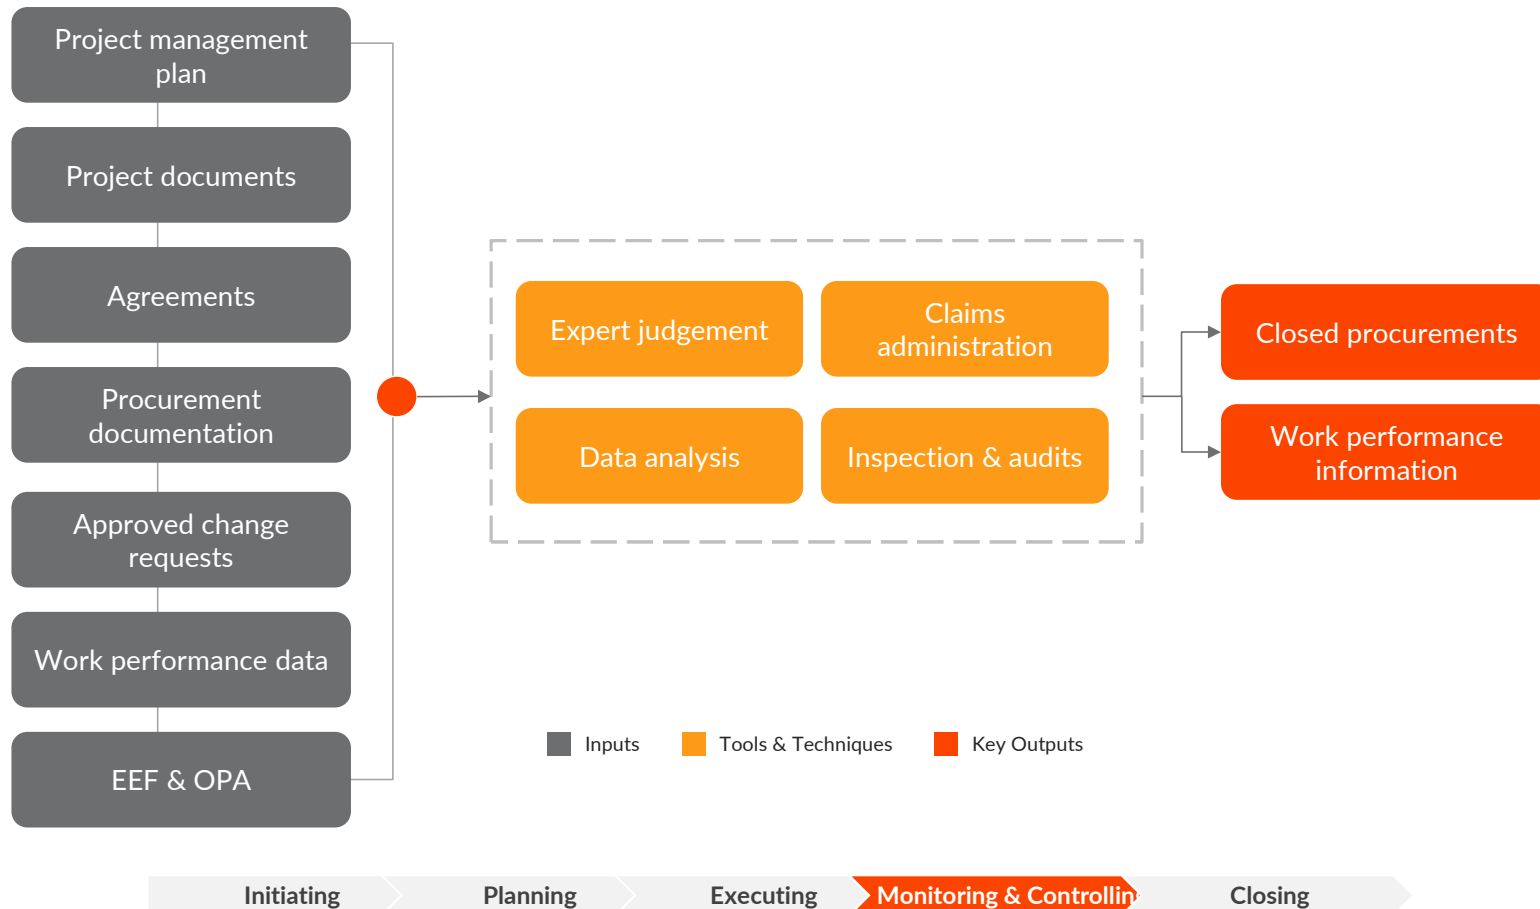 Project management
plan
Project documents
Agreements
Procurement
documentation
Approved change
requests
Work performance data
EEF & OPA
Expert judgement
Claims
administration
Data analysis
Inspection & audits
Closed procurements
Work performance
information
Inputs
Tools & Techniques
Key Outputs
Initiating
Planning
Executing
Monitoring & Controllin
Closing